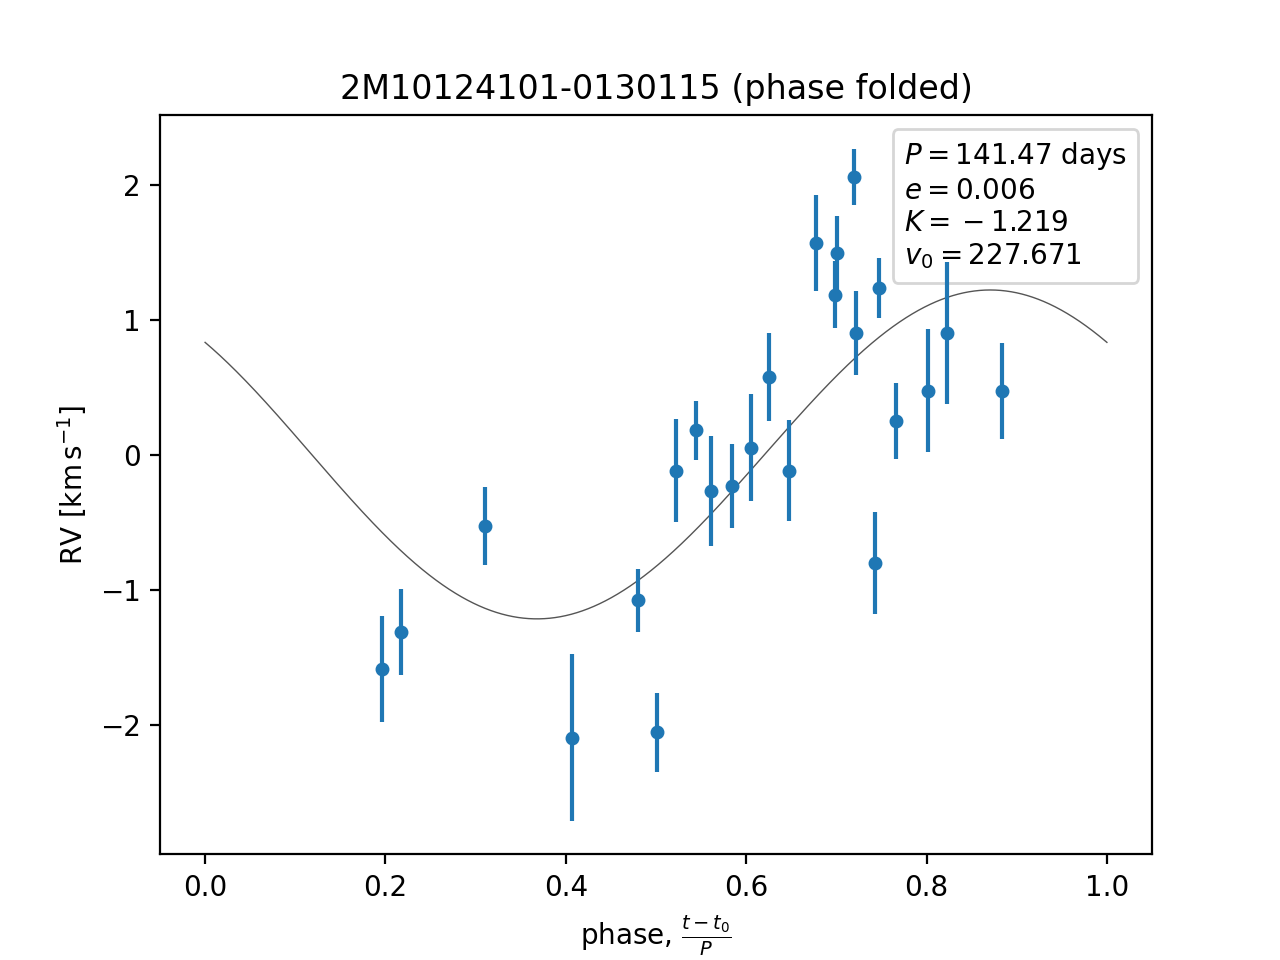 2M10124101-0130115 (phase folded)
P = 141.47 days
e = 0.006
K = −1.219
v₀ = 227.671
2
1
0
−1
−2
RV [km s⁻¹]
0.0 0.2 0.4 0.6 0.8 1.0
phase, (t − t₀)/P